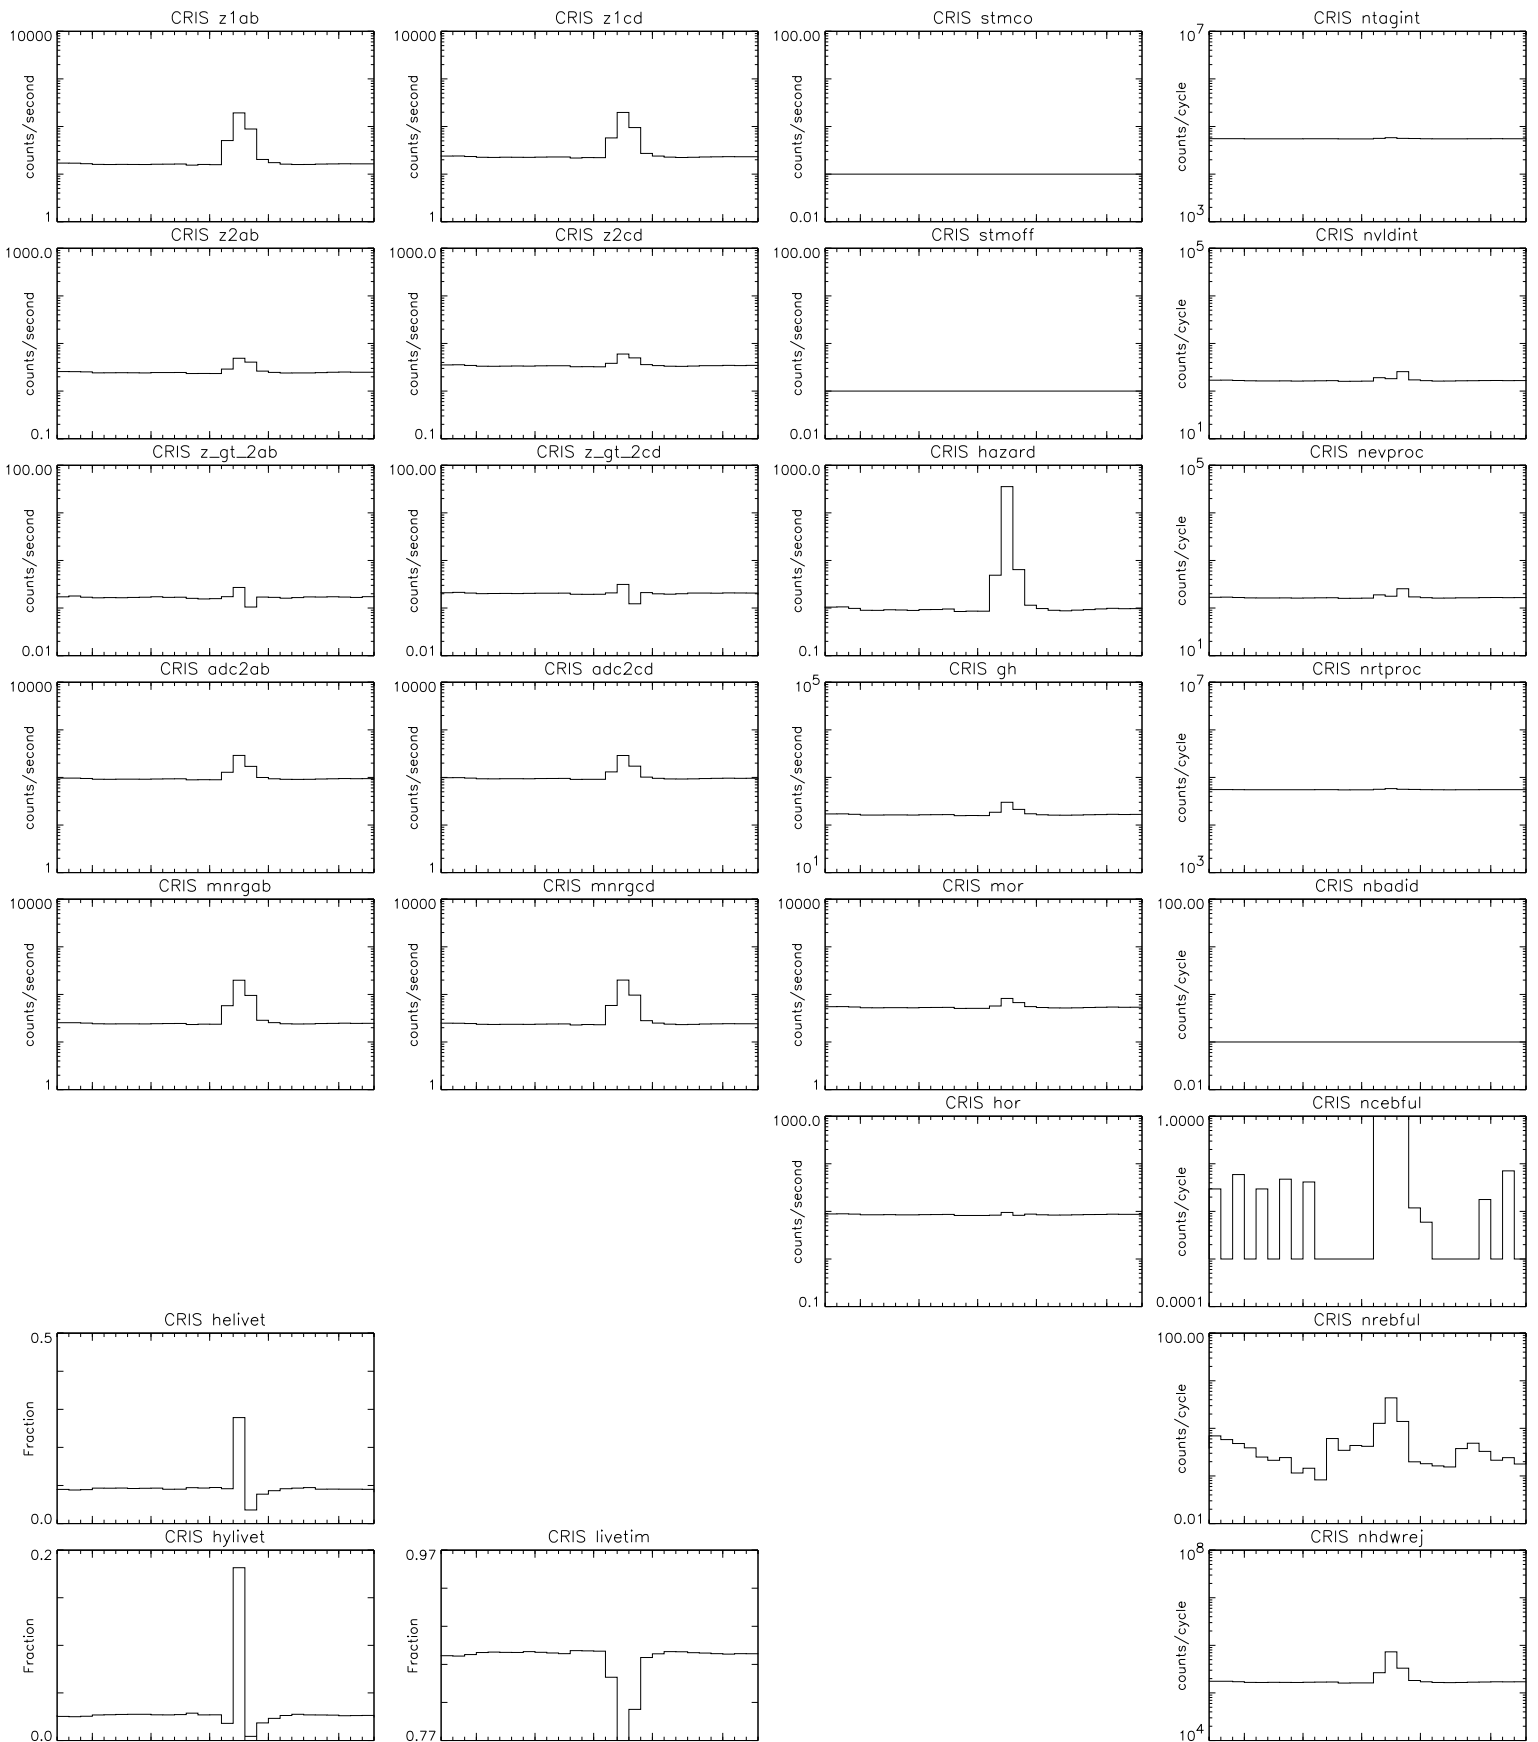 CRIS z1ab
10000
counts/second
1
CRIS z1cd
10000
counts/second
1
CRIS stmco
100.00
counts/second
0.01
CRIS ntagint
10^7
counts/cycle
10^3
CRIS z2ab
1000.0
counts/second
0.1
CRIS z2cd
1000.0
counts/second
0.1
CRIS stmoff
100.00
counts/second
0.01
CRIS nvldint
10^5
counts/cycle
10^1
CRIS z_gt_2ab
100.00
counts/second
0.01
CRIS z_gt_2cd
100.00
counts/second
0.01
CRIS hazard
1000.0
counts/second
0.1
CRIS nevproc
10^5
counts/cycle
10^1
CRIS adc2ab
10000
counts/second
1
CRIS adc2cd
10000
counts/second
1
CRIS gh
10^5
counts/second
10^1
CRIS nrtproc
10^7
counts/cycle
10^3
CRIS mnrgab
10000
counts/second
1
CRIS mnrgcd
10000
counts/second
1
CRIS mor
10000
counts/second
1
CRIS nbadid
100.00
counts/cycle
0.01
CRIS hor
1000.0
counts/second
0.1
CRIS ncebful
1.0000
counts/cycle
0.0001
CRIS helivet
0.5
Fraction
0.0
CRIS nrebful
100.00
counts/cycle
0.01
CRIS hylivet
0.2
Fraction
0.0
CRIS livetim
0.97
Fraction
0.77
CRIS nhdwrej
10^8
counts/cycle
10^4